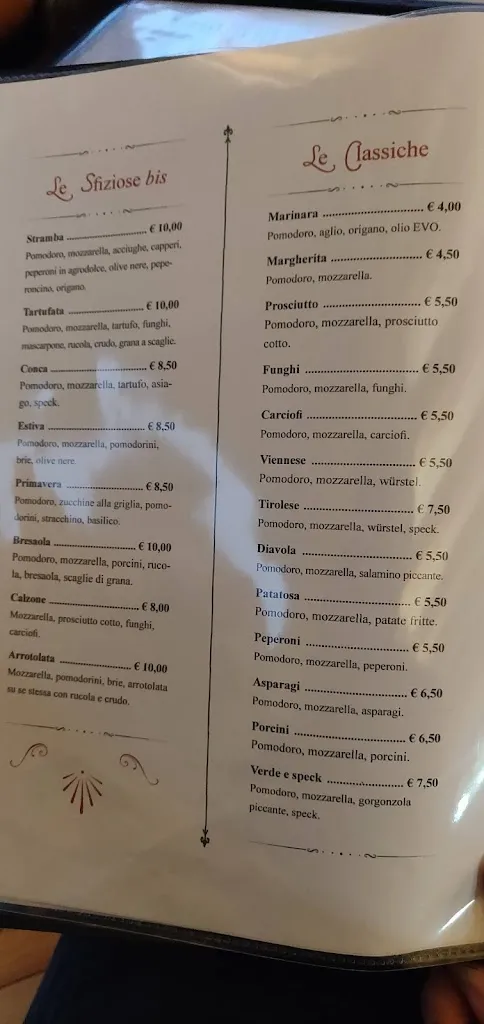 Le Sfiziose bis
Stramba ........................ € 10,00
Pomodoro, mozzarella, acciughe, capperi,
peperoni in agrodolce, olive nere, pepe-
roncino, origano.
Tartufata ........................ € 10,00
Pomodoro, mozzarella, tartufo, funghi,
mascarpone, rucola, crudo, grana a scaglie.
Conca ........................ € 8,50
Pomodoro, mozzarella, tartufo, asia-
go, speck.
Estiva ........................ € 8,50
Pomodoro, mozzarella, pomodorini,
brie, olive nere.
Primavera ........................ € 8,50
Pomodoro, zucchine alla griglia, pomo-
dorini, stracchino, basilico.
Bresaola ........................ € 10,00
Pomodoro, mozzarella, porcini, ruco-
la, bresaola, scaglie di grana.
Calzone ........................ € 8,00
Mozzarella, prosciutto cotto, funghi,
carciofi.
Arrotolata ........................ € 10,00
Mozzarella, pomodorini, brie, arrotolata
su se stessa con rucola e crudo.
Le Classiche
Marinara ........................ € 4,00
Pomodoro, aglio, origano, olio EVO.
Margherita ........................ € 4,50
Pomodoro, mozzarella.
Prosciutto ........................ € 5,50
Pomodoro, mozzarella, prosciutto
cotto.
Funghi ........................ € 5,50
Pomodoro, mozzarella, funghi.
Carciofi ........................ € 5,50
Pomodoro, mozzarella, carciofi.
Viennese ........................ € 5,50
Pomodoro, mozzarella, würstel.
Tirolese ........................ € 7,50
Pomodoro, mozzarella, würstel, speck.
Diavola ........................ € 5,50
Pomodoro, mozzarella, salamino piccante.
Patatosa ........................ € 5,50
Pomodoro, mozzarella, patate fritte.
Peperoni ........................ € 5,50
Pomodoro, mozzarella, peperoni.
Asparagi ........................ € 6,50
Pomodoro, mozzarella, asparagi.
Porcini ........................ € 6,50
Pomodoro, mozzarella, porcini.
Verde e speck ........................ € 7,50
Pomodoro, mozzarella, gorgonzola
piccante, speck.